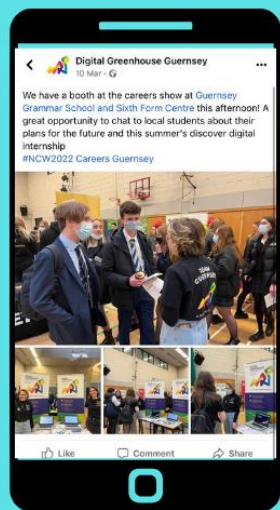 Digital Greenhouse Guernsey
10 Mar ·
We have a booth at the careers show at Guernsey
Grammar School and Sixth Form Centre this afternoon! A
great opportunity to chat to local students about their
plans for the future and this summer's discover digital
internship
#NCW2022 Careers Guernsey
TEAM
GUERNSEY
Like
Comment
Share